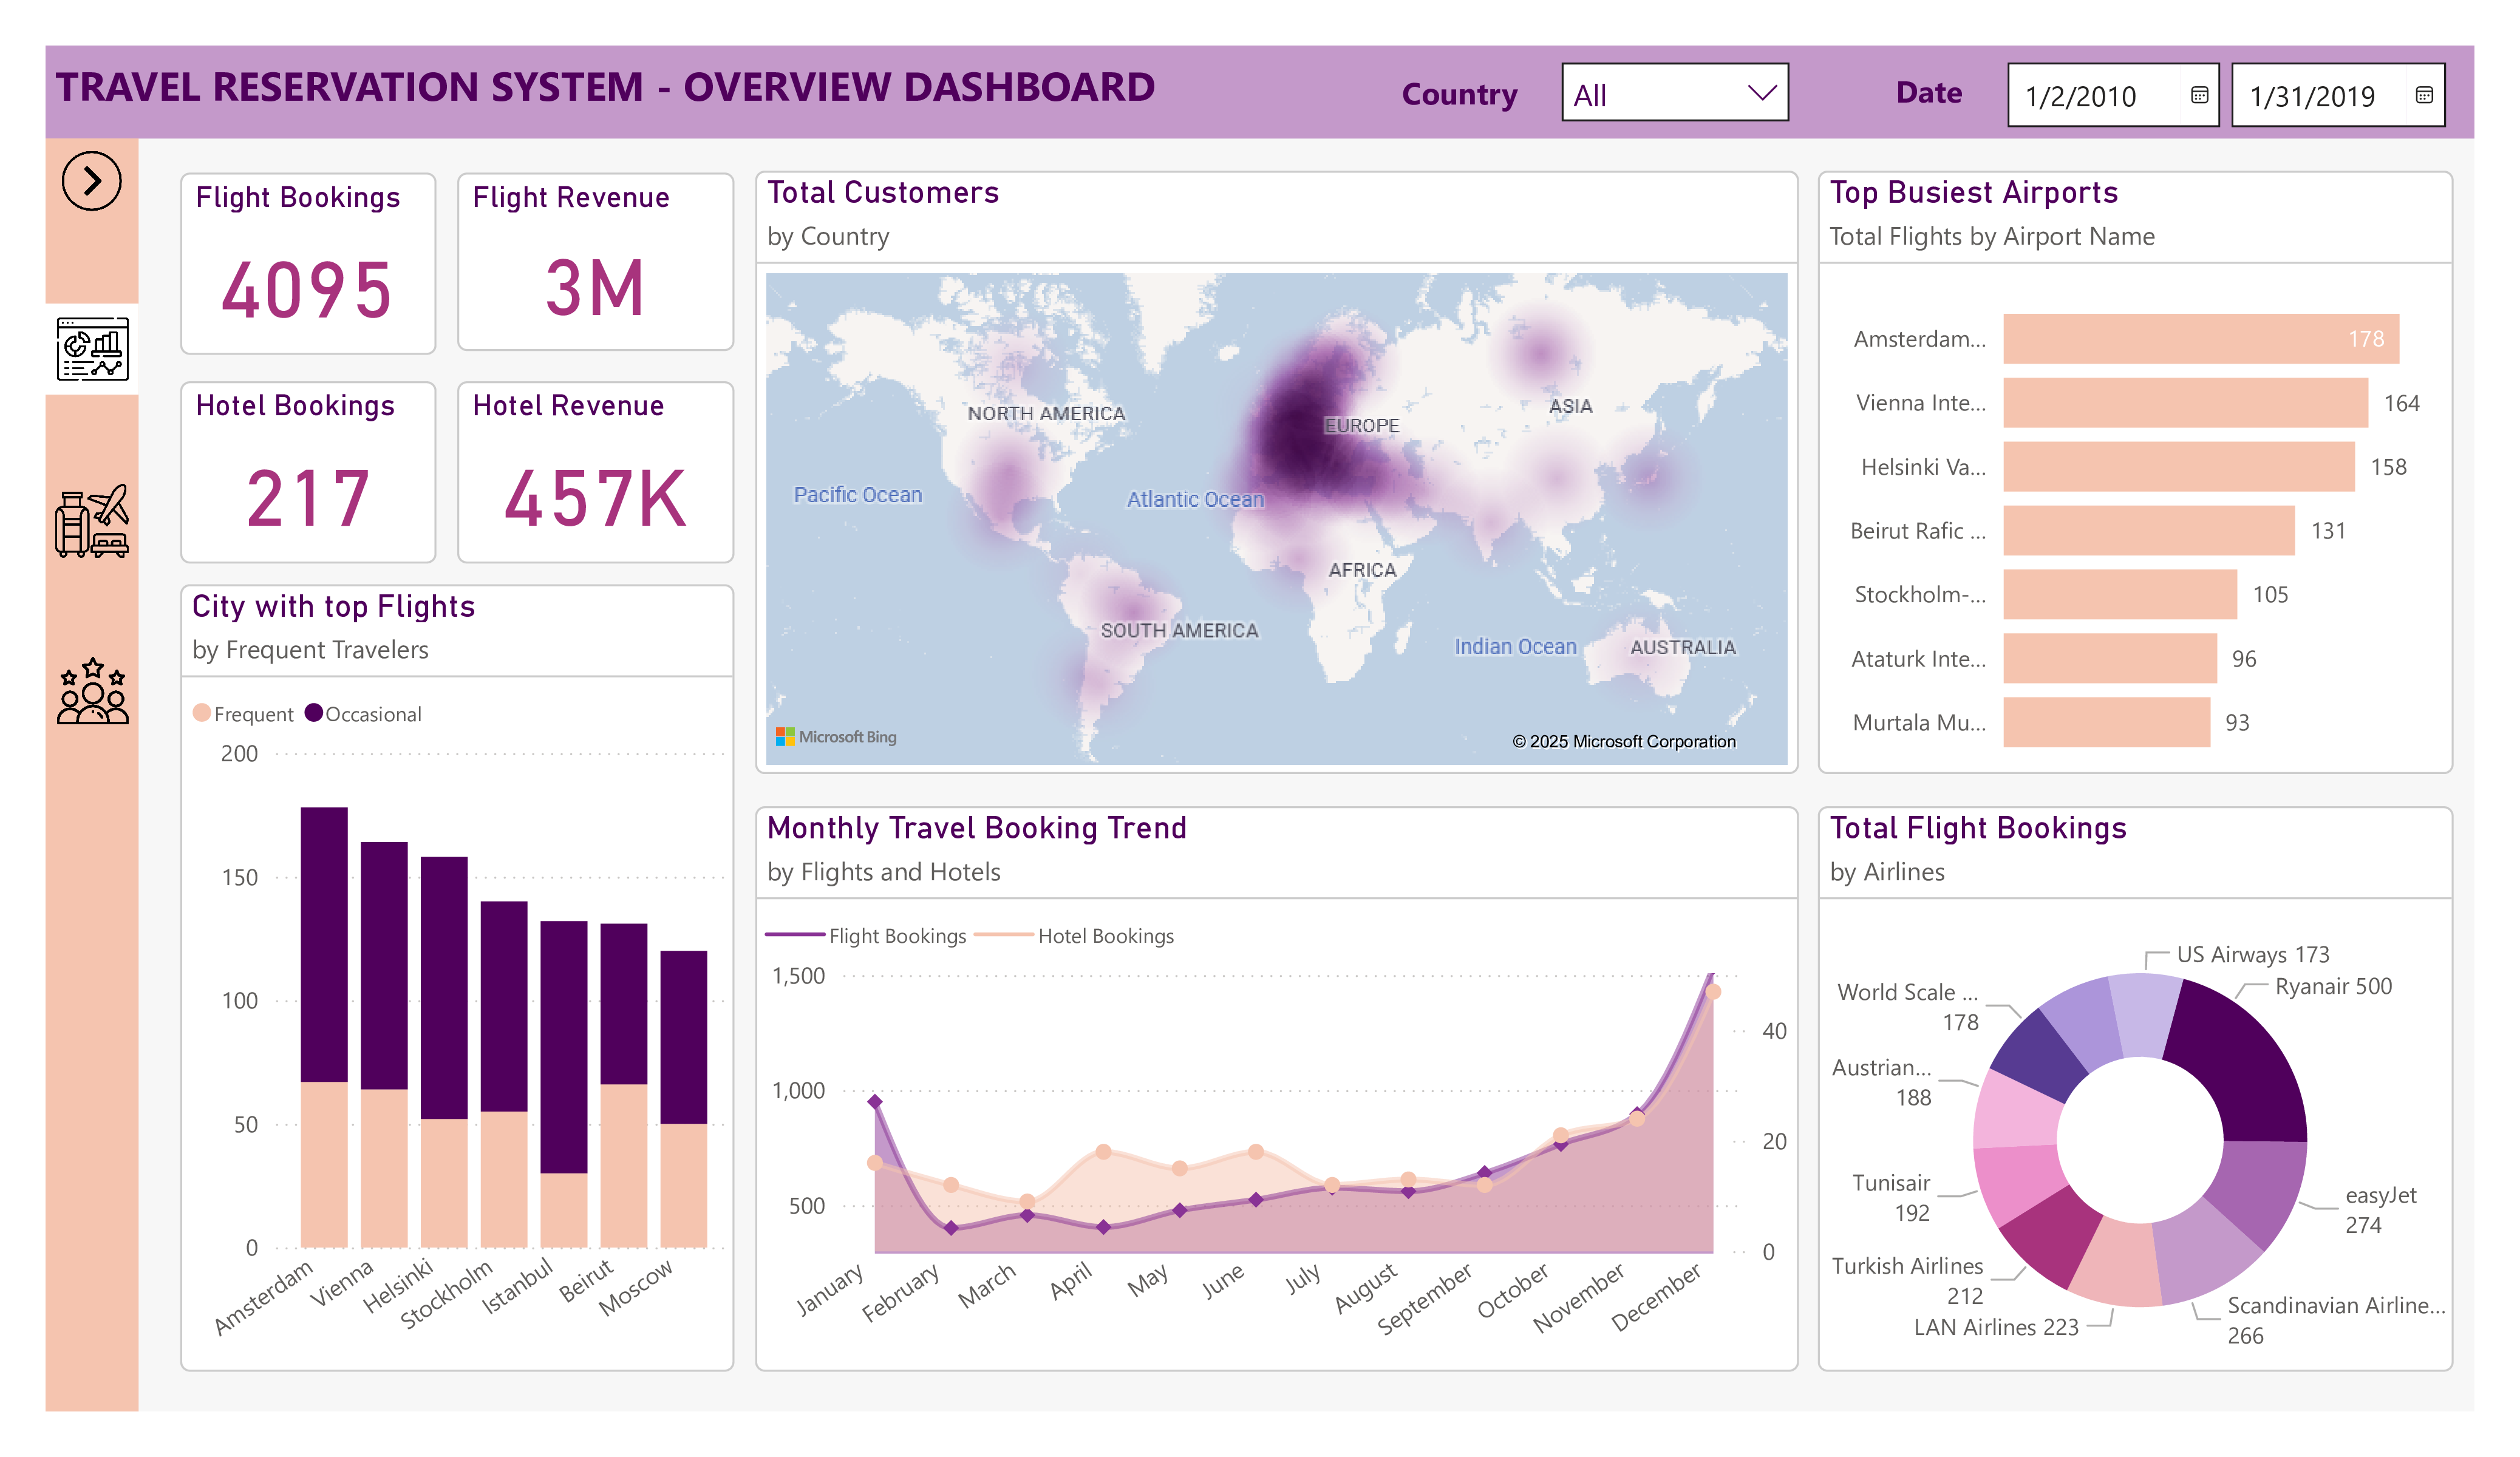 TRAVEL RESERVATION SYSTEM - OVERVIEW DASHBOARD
Country
All
Date
1/2/2010
1/31/2019
Flight Bookings
4095
Flight Revenue
3M
Hotel Bookings
217
Hotel Revenue
457K
City with top Flights
by Frequent Travelers
Frequent
Occasional
200
150
100
50
0
Amsterdam
Vienna
Helsinki
Stockholm
Istanbul
Beirut
Moscow
Total Customers
by Country
NORTH AMERICA
EUROPE
ASIA
Pacific Ocean
Atlantic Ocean
AFRICA
SOUTH AMERICA
Indian Ocean
AUSTRALIA
Microsoft Bing
© 2025 Microsoft Corporation
Monthly Travel Booking Trend
by Flights and Hotels
Flight Bookings
Hotel Bookings
1,500
1,000
500
40
20
0
January
February
March
April
May
June
July
August
September
October
November
December
Top Busiest Airports
Total Flights by Airport Name
Amsterdam... 178
Vienna Inte... 164
Helsinki Va... 158
Beirut Rafic ... 131
Stockholm-... 105
Ataturk Inte... 96
Murtala Mu... 93
Total Flight Bookings
by Airlines
US Airways 173
Ryanair 500
easyJet
274
Scandinavian Airline...
266
LAN Airlines 223
Turkish Airlines
212
Tunisair
192
Austrian...
188
World Scale ...
178